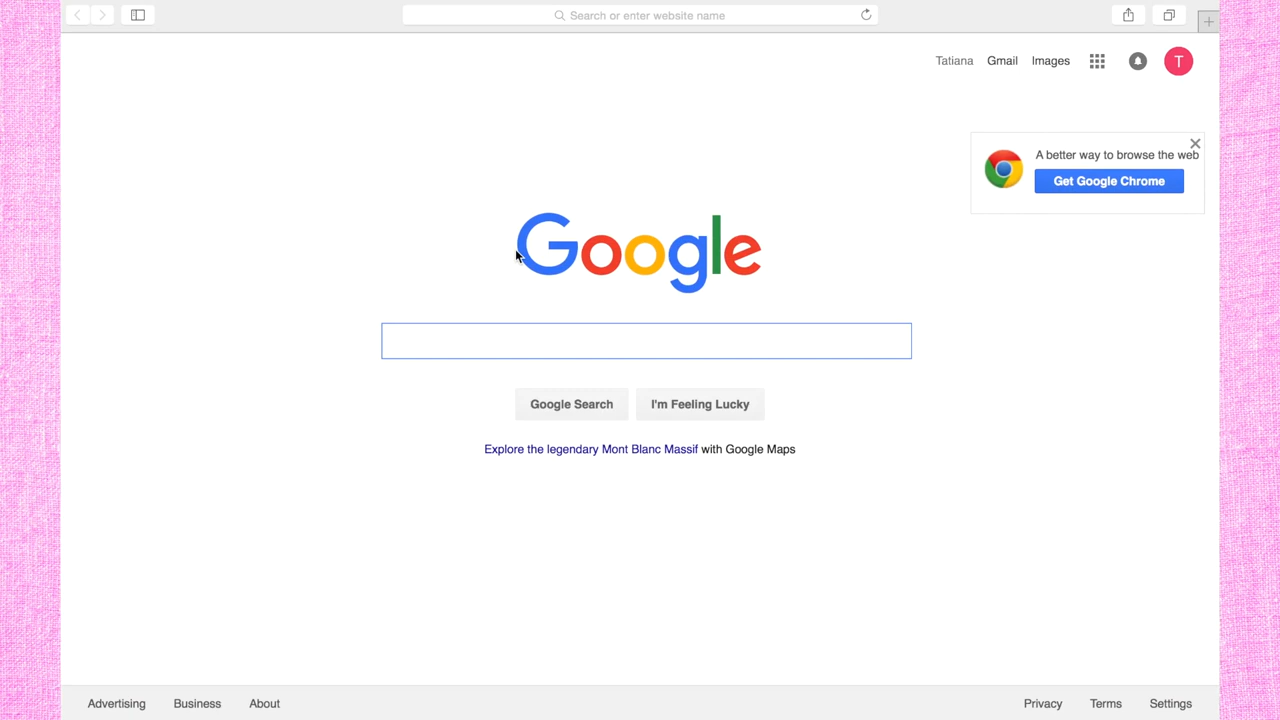 Search or enter website name
Tatiana Gmail Images T
A better way to browse the web
Get Google Chrome
Google
Google Search I'm Feeling Lucky
Explore the legendary Mont Blanc Massif with Google Maps
Advertising Business About Privacy Terms Settings